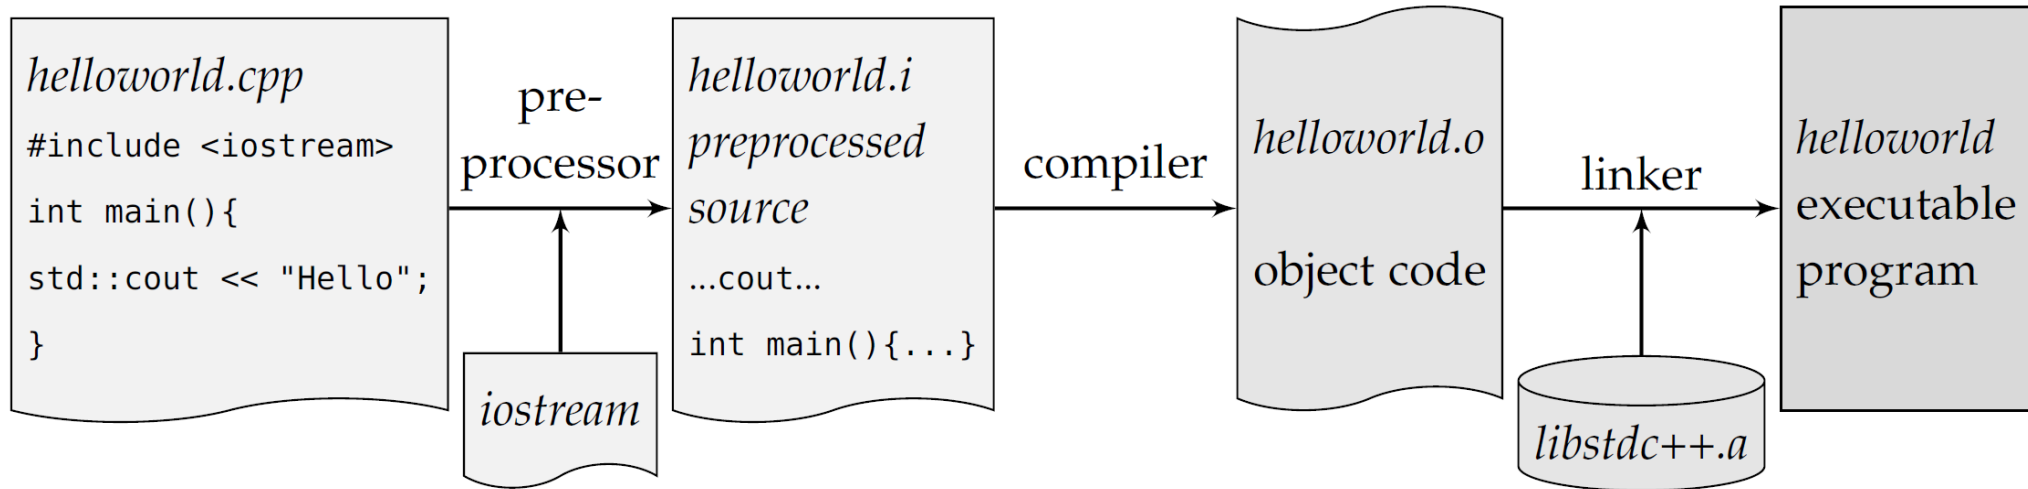 helloworld.cpp
#include <iostream>
int main(){
std::cout << "Hello";
}
pre-
processor
iostream
helloworld.i
preprocessed
source
...cout...
int main(){...}
compiler
helloworld.o
object code
linker
libstdc++.a
helloworld
executable
program